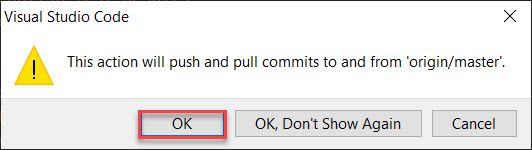 Visual Studio Code
This action will push and pull commits to and from 'origin/master'.
OK
OK, Don't Show Again
Cancel